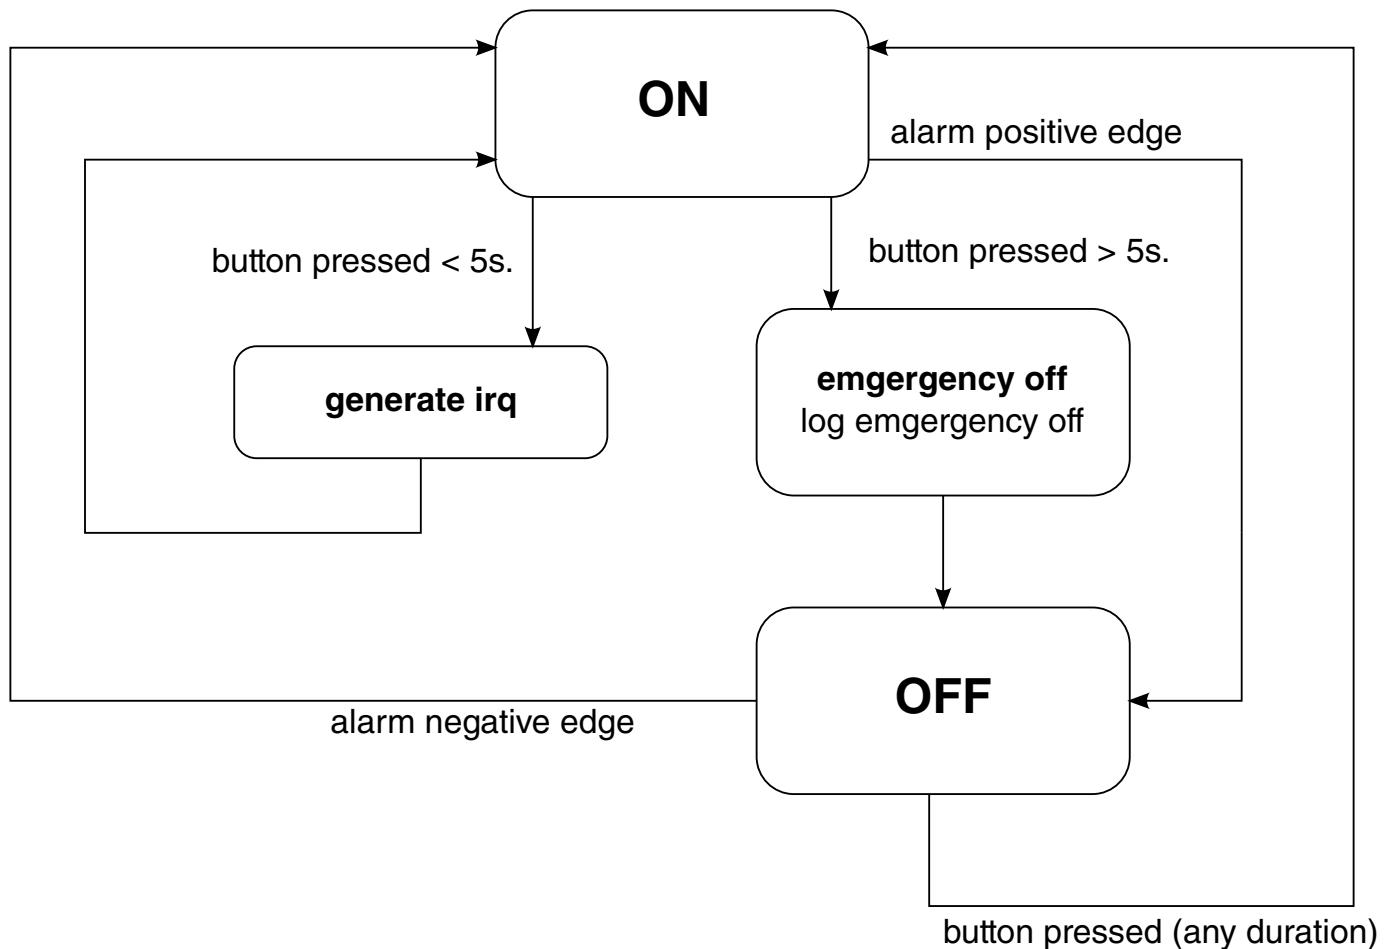 ON
alarm positive edge
button pressed < 5s.
button pressed > 5s.
generate irq
emgergency off
log emgergency off
OFF
alarm negative edge
button pressed (any duration)